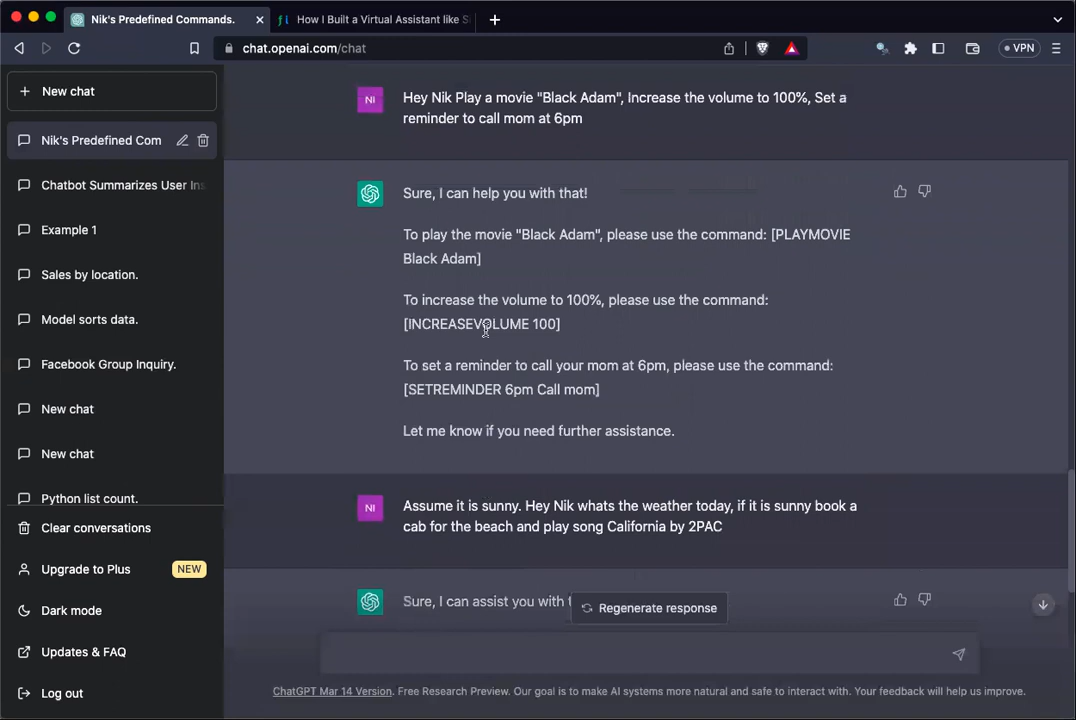 Nik's Predefined Commands.
How I Built a Virtual Assistant like S
chat.openai.com/chat
VPN
New chat
Nik's Predefined Com
Chatbot Summarizes User Ins
Example 1
Sales by location.
Model sorts data.
Facebook Group Inquiry.
New chat
New chat
Python list count.
Clear conversations
Upgrade to Plus
NEW
Dark mode
Updates & FAQ
Log out
NI
Hey Nik Play a movie "Black Adam", Increase the volume to 100%, Set a
reminder to call mom at 6pm
Sure, I can help you with that!
To play the movie "Black Adam", please use the command: [PLAYMOVIE
Black Adam]
To increase the volume to 100%, please use the command:
[INCREASEVOLUME 100]
To set a reminder to call your mom at 6pm, please use the command:
[SETREMINDER 6pm Call mom]
Let me know if you need further assistance.
NI
Assume it is sunny. Hey Nik whats the weather today, if it is sunny book a
cab for the beach and play song California by 2PAC
Sure, I can assist you with t
Regenerate response
ChatGPT Mar 14 Version. Free Research Preview. Our goal is to make AI systems more natural and safe to interact with. Your feedback will help us improve.